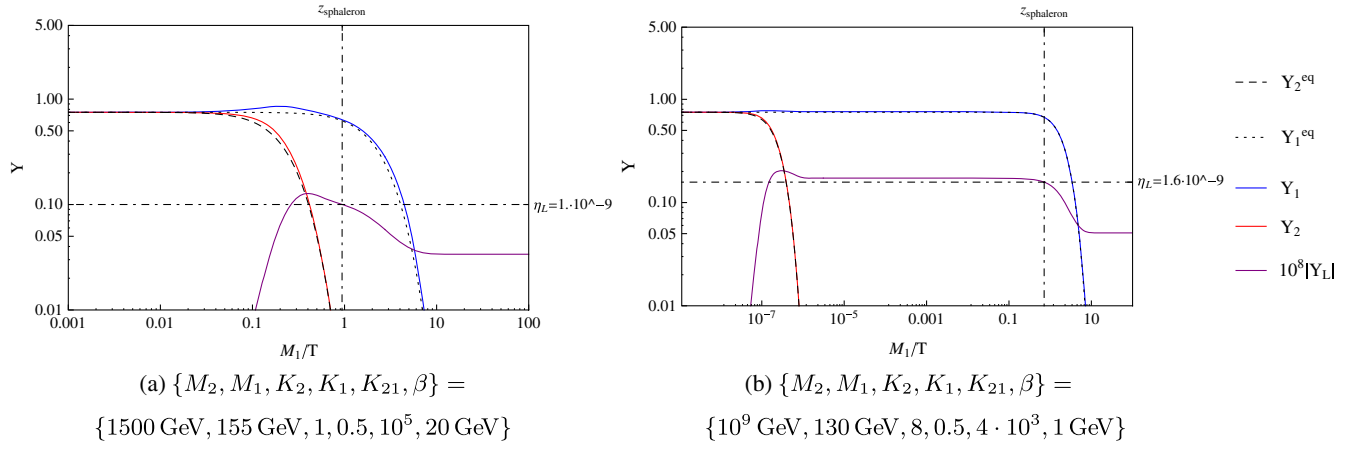 z_sphaleron
5.00
1.00
0.50
0.10
0.05
0.01
Y
η_L=1.·10^−9
0.001 0.01 0.1 1 10 100
M_1/T
(a) {M_2, M_1, K_2, K_1, K_21, β} =
{1500 GeV, 155 GeV, 1, 0.5, 10^5, 20 GeV}
z_sphaleron
5.00
1.00
0.50
0.10
0.05
0.01
Y
η_L=1.6·10^−9
10^−7 10^−5 0.001 0.1 10
M_1/T
(b) {M_2, M_1, K_2, K_1, K_21, β} =
{10^9 GeV, 130 GeV, 8, 0.5, 4 · 10^3, 1 GeV}
Y_2^eq
Y_1^eq
Y_1
Y_2
10^8|Y_L|